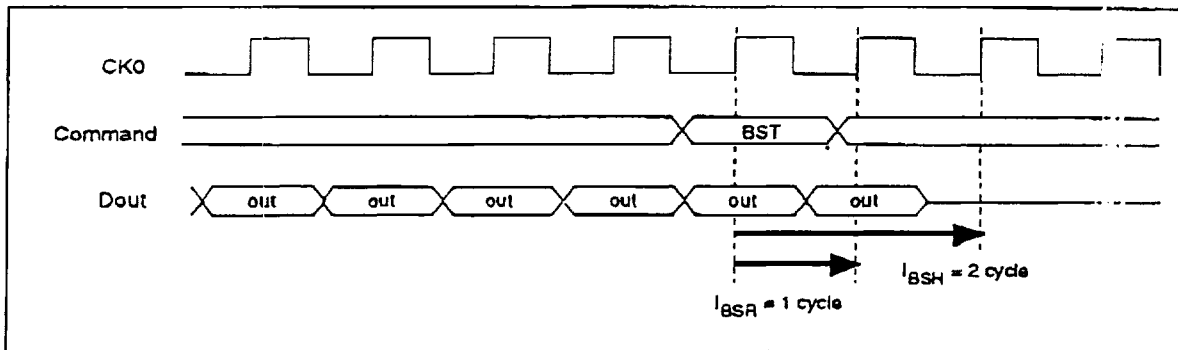 CK0
Command
BST
Dout
out out out out out out
I_BSH = 2 cycle
I_BSR = 1 cycle